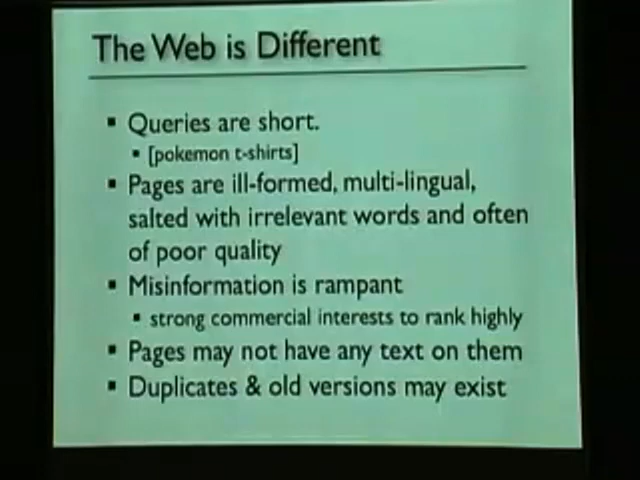 The Web is Different
▪ Queries are short.
▪ [pokemon t-shirts]
▪ Pages are ill-formed, multi-lingual,
salted with irrelevant words and often
of poor quality
▪ Misinformation is rampant
▪ strong commercial interests to rank highly
▪ Pages may not have any text on them
▪ Duplicates & old versions may exist